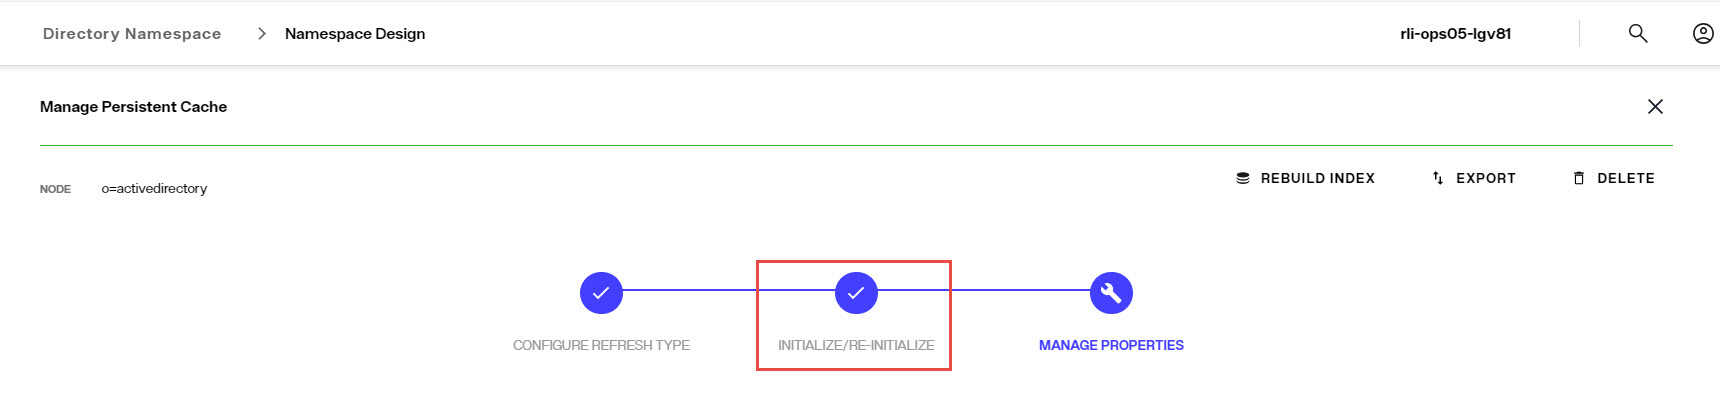 Directory Namespace > Namespace Design rli-ops05-lgv81
Manage Persistent Cache
NODE o=activedirectory REBUILD INDEX EXPORT DELETE
CONFIGURE REFRESH TYPE INITIALIZE/RE-INITIALIZE MANAGE PROPERTIES